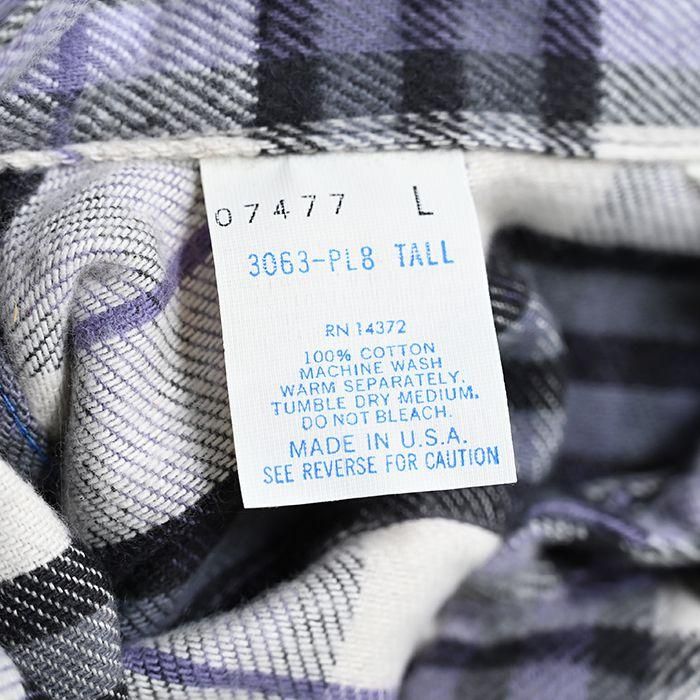 07477 L
3063-PL8 TALL
RN 14372
100% COTTON
MACHINE WASH
WARM SEPARATELY.
TUMBLE DRY MEDIUM.
DO NOT BLEACH.
MADE IN U.S.A.
SEE REVERSE FOR CAUTION